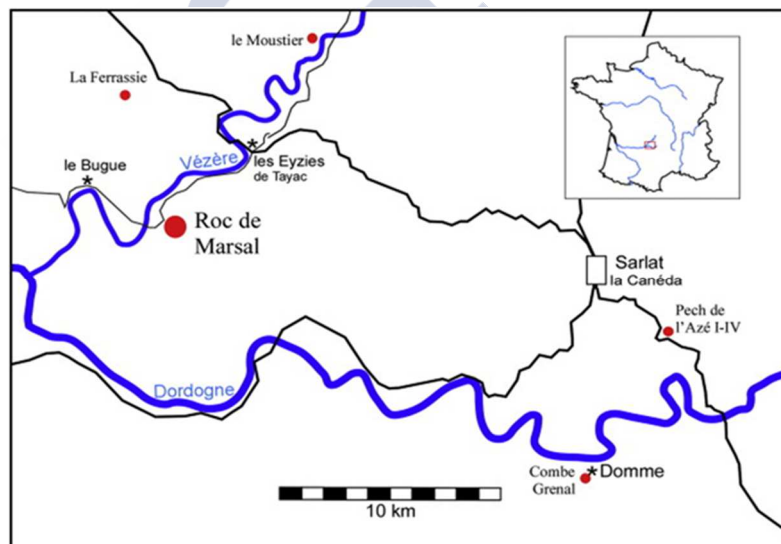 le Moustier
La Ferrassie
le Bugue
Vézère
les Eyzies
de Tayac
Roc de
Marsal
Sarlat
la Canéda
Pech de
l'Azé I-IV
Dordogne
Combe
Grenal
Domme
10 km